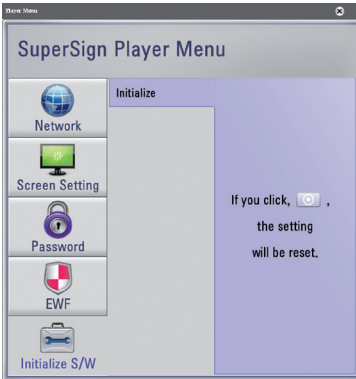 Player Menu
SuperSign Player Menu
Network
Screen Setting
Password
EWF
Initialize S/W
Initialize
If you click, ,
the setting
will be reset.